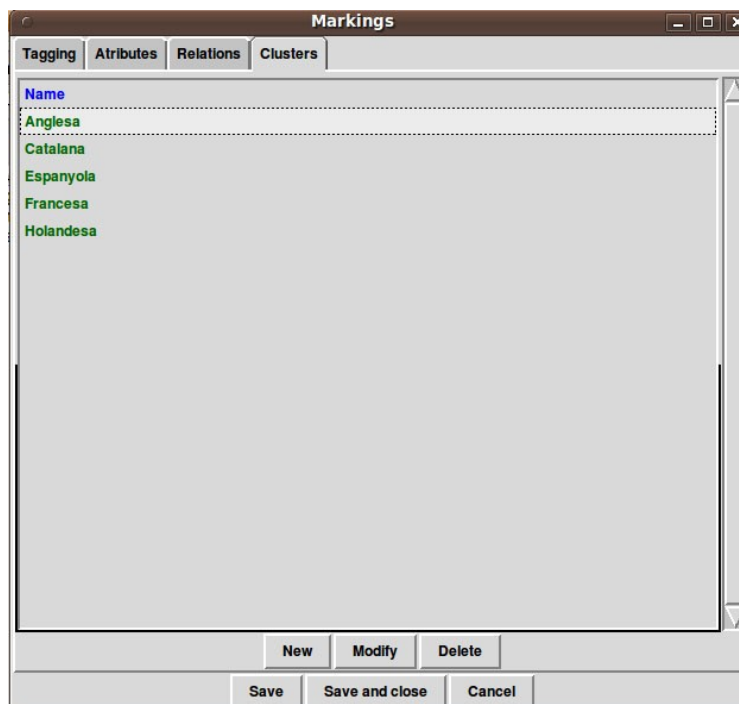 Markings
Tagging Atributes Relations Clusters
Name
Anglesa
Catalana
Espanyola
Francesa
Holandesa
New Modify Delete
Save Save and close Cancel